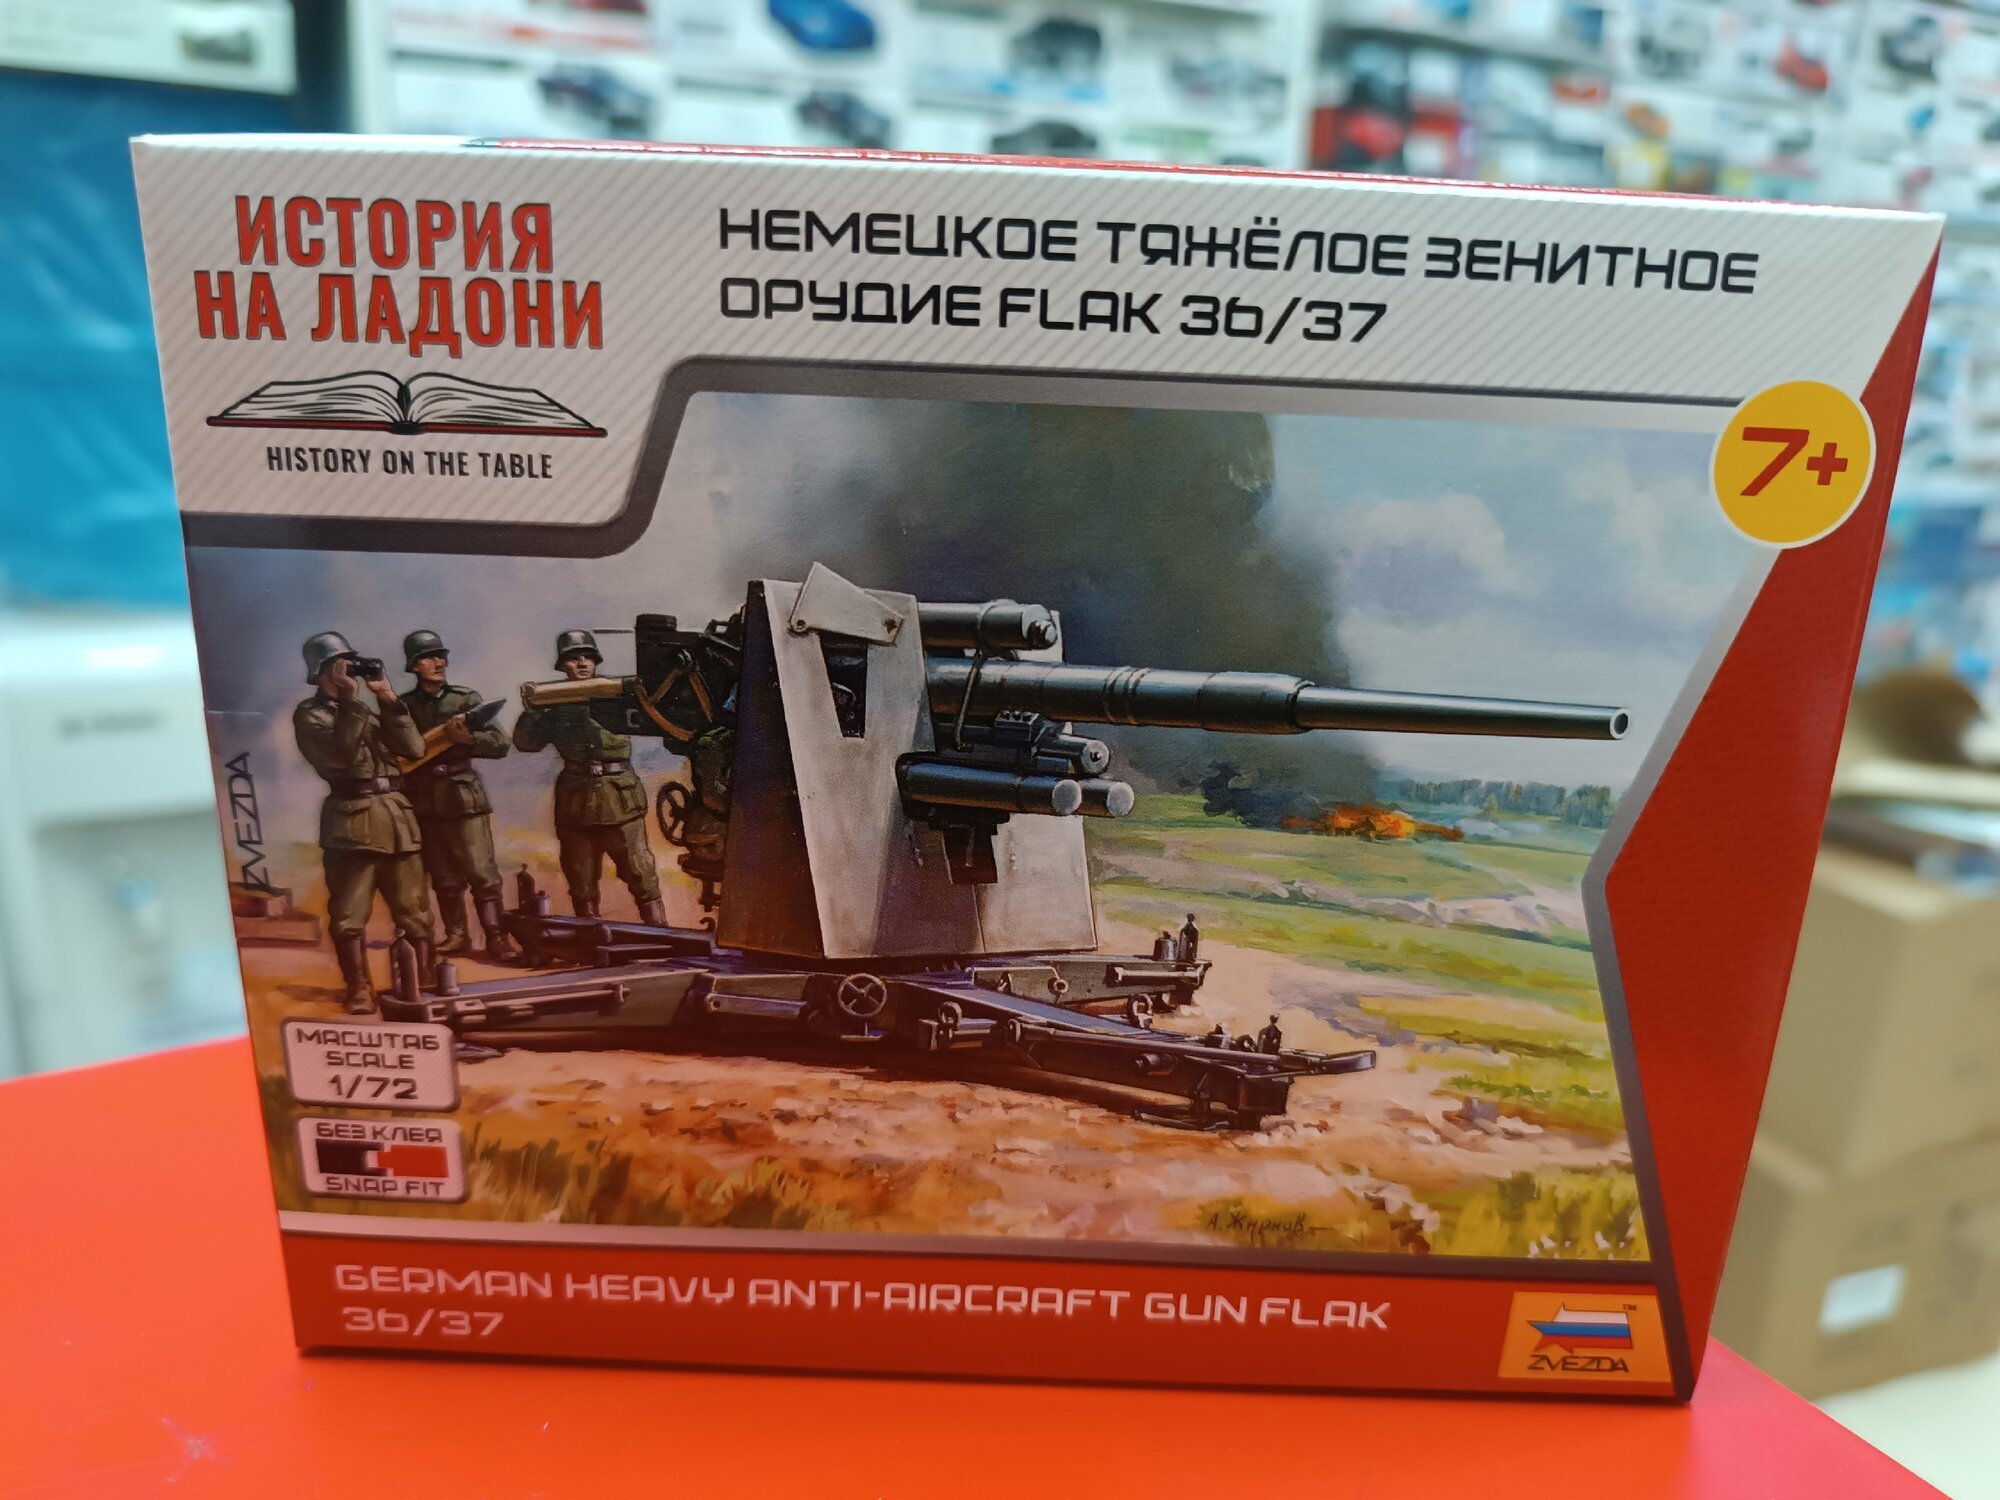 ИСТОРИЯ
НА ЛАДОНИ
HISTORY ON THE TABLE
НЕМЕЦКОЕ ТЯЖЁЛОЕ ЗЕНИТНОЕ
ОРУДИЕ FLAK 36/37
7+
ZVEZDA
МАСШТАБ
SCALE
1/72
БЕЗ КЛЕЯ
SNAP FIT
А. Жирнов
GERMAN HEAVY ANTI-AIRCRAFT GUN FLAK
36/37
TM
ZVEZDA